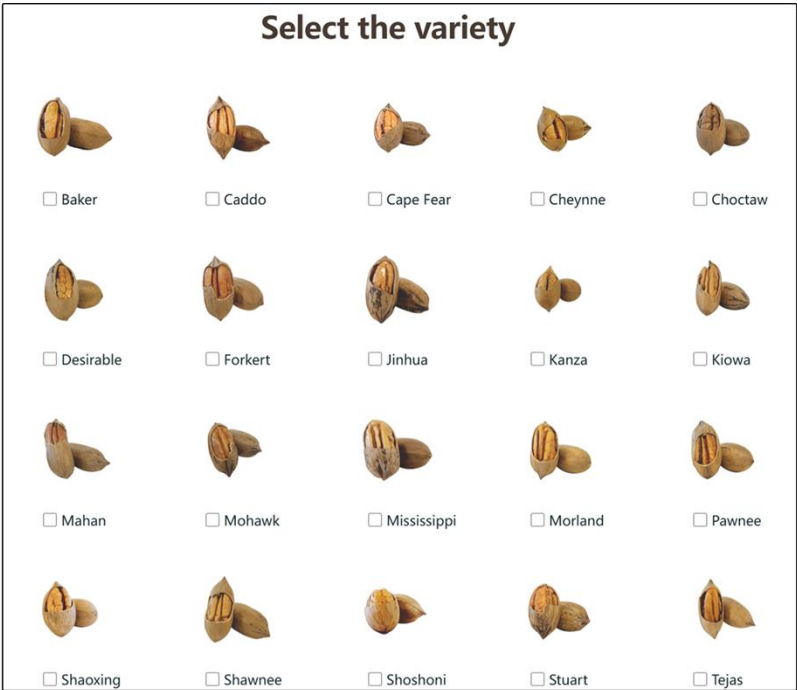 Select the variety
Baker Caddo Cape Fear Cheynne Choctaw
Desirable Forkert Jinhua Kanza Kiowa
Mahan Mohawk Mississippi Morland Pawnee
Shaoxing Shawnee Shoshoni Stuart Tejas